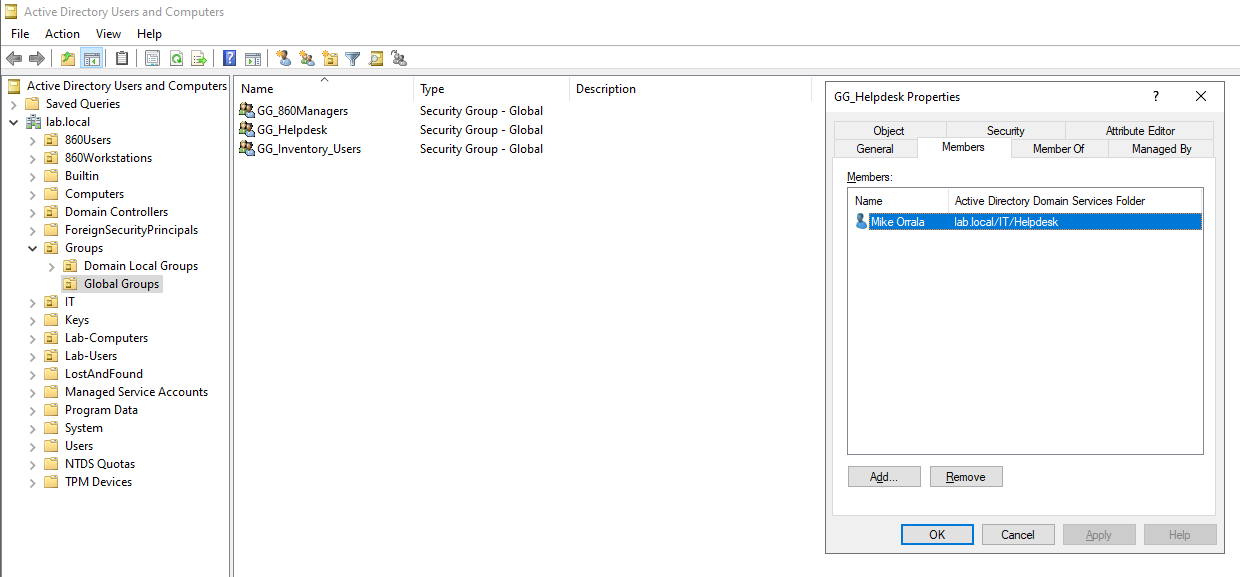 Active Directory Users and Computers
File Action View Help
Active Directory Users and Computers
Saved Queries
lab.local
860Users
860Workstations
Builtin
Computers
Domain Controllers
ForeignSecurityPrincipals
Groups
Domain Local Groups
Global Groups
IT
Keys
Lab-Computers
Lab-Users
LostAndFound
Managed Service Accounts
Program Data
System
Users
NTDS Quotas
TPM Devices
Name Type Description
GG_860Managers Security Group - Global
GG_Helpdesk Security Group - Global
GG_Inventory_Users Security Group - Global
GG_Helpdesk Properties
Object Security Attribute Editor
General Members Member Of Managed By
Members:
Name Active Directory Domain Services Folder
Mike Orrala lab.local/IT/Helpdesk
Add... Remove
OK Cancel Apply Help